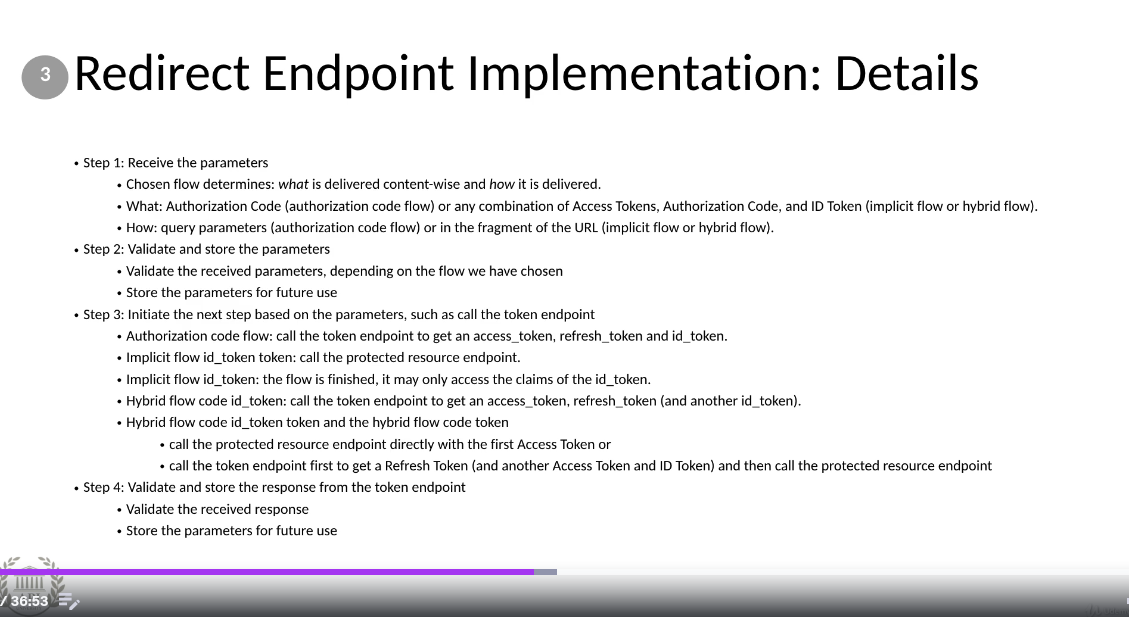 3
Redirect Endpoint Implementation: Details
• Step 1: Receive the parameters
• Chosen flow determines: what is delivered content-wise and how it is delivered.
• What: Authorization Code (authorization code flow) or any combination of Access Tokens, Authorization Code, and ID Token (implicit flow or hybrid flow).
• How: query parameters (authorization code flow) or in the fragment of the URL (implicit flow or hybrid flow).
• Step 2: Validate and store the parameters
• Validate the received parameters, depending on the flow we have chosen
• Store the parameters for future use
• Step 3: Initiate the next step based on the parameters, such as call the token endpoint
• Authorization code flow: call the token endpoint to get an access_token, refresh_token and id_token.
• Implicit flow id_token token: call the protected resource endpoint.
• Implicit flow id_token: the flow is finished, it may only access the claims of the id_token.
• Hybrid flow code id_token: call the token endpoint to get an access_token, refresh_token (and another id_token).
• Hybrid flow code id_token token and the hybrid flow code token
• call the protected resource endpoint directly with the first Access Token or
• call the token endpoint first to get a Refresh Token (and another Access Token and ID Token) and then call the protected resource endpoint
• Step 4: Validate and store the response from the token endpoint
• Validate the received response
• Store the parameters for future use
/ 36:53